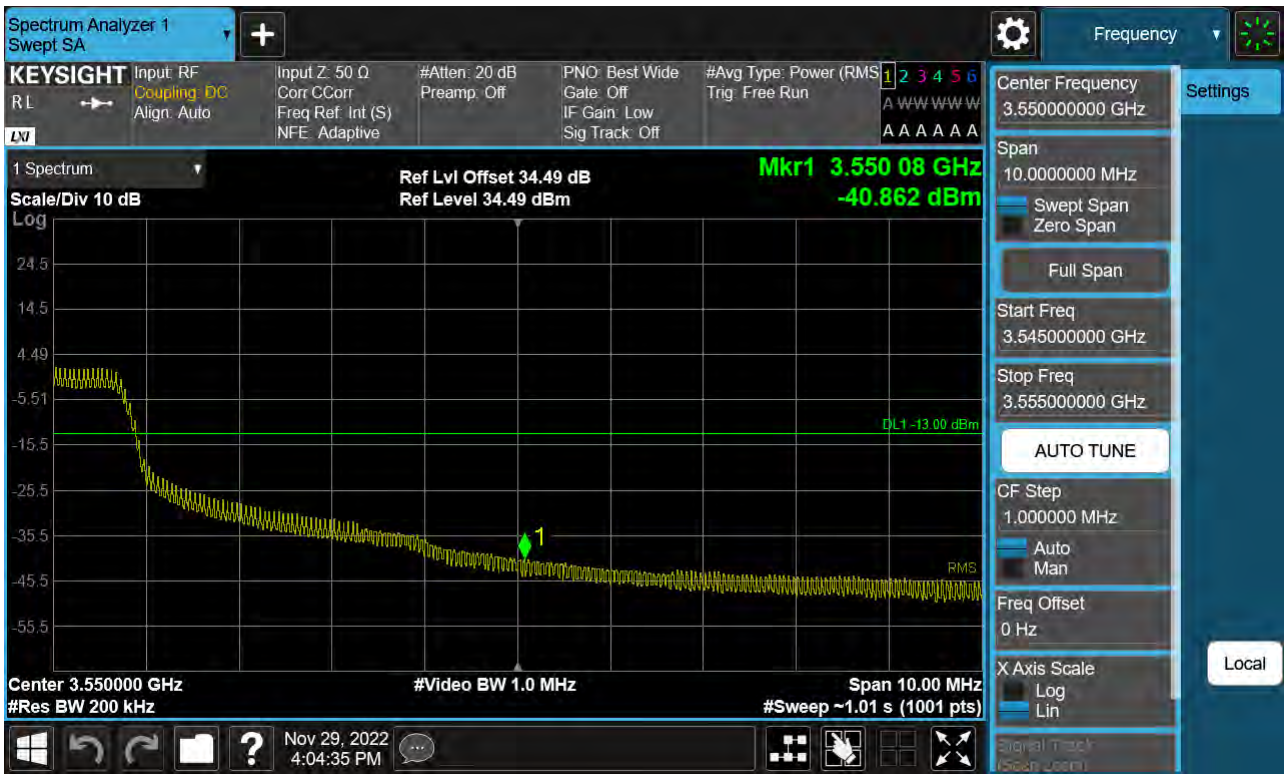 Spectrum Analyzer 1
Swept SA
+
Frequency
KEYSIGHT
RL
LXI
Input: RF
Coupling: DC
Align: Auto
Input Z: 50 Ω
Corr CCorr
Freq Ref: Int (S)
NFE: Adaptive
#Atten: 20 dB
Preamp: Off
PNO: Best Wide
Gate: Off
IF Gain: Low
Sig Track: Off
#Avg Type: Power (RMS
Trig: Free Run
1 2 3 4 5 6
A W W W W W
A A A A A A
1 Spectrum
Scale/Div 10 dB
Log
Ref Lvl Offset 34.49 dB
Ref Level 34.49 dBm
Mkr1 3.550 08 GHz
-40.862 dBm
24.5
14.5
4.49
-5.51
-15.5
-25.5
-35.5
-45.5
-55.5
DL1 -13.00 dBm
1
RMS
Center 3.550000 GHz
#Res BW 200 kHz
#Video BW 1.0 MHz
Span 10.00 MHz
#Sweep ~1.01 s (1001 pts)
Center Frequency
3.550000000 GHz
Settings
Span
10.0000000 MHz
Swept Span
Zero Span
Full Span
Start Freq
3.545000000 GHz
Stop Freq
3.555000000 GHz
AUTO TUNE
CF Step
1.000000 MHz
Auto
Man
Freq Offset
0 Hz
X Axis Scale
Log
Lin
Signal Track
(Span Zoom)
Local
?
Nov 29, 2022
4:04:35 PM